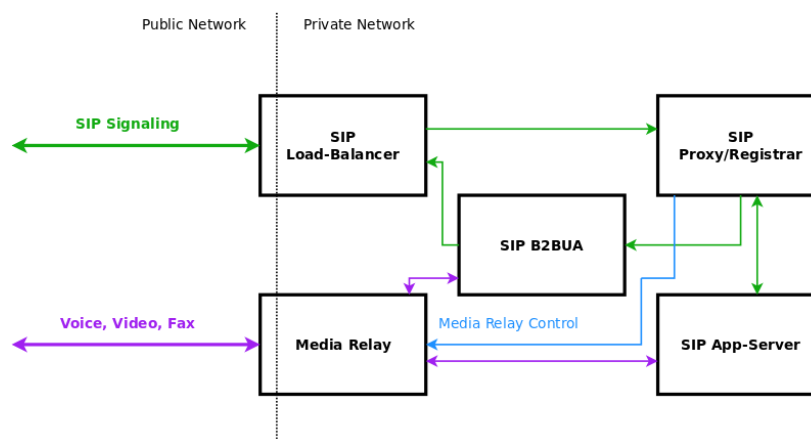 Public Network
Private Network
SIP Signaling
SIP
Load-Balancer
SIP
Proxy/Registrar
SIP B2BUA
Voice, Video, Fax
Media Relay
Media Relay Control
SIP App-Server